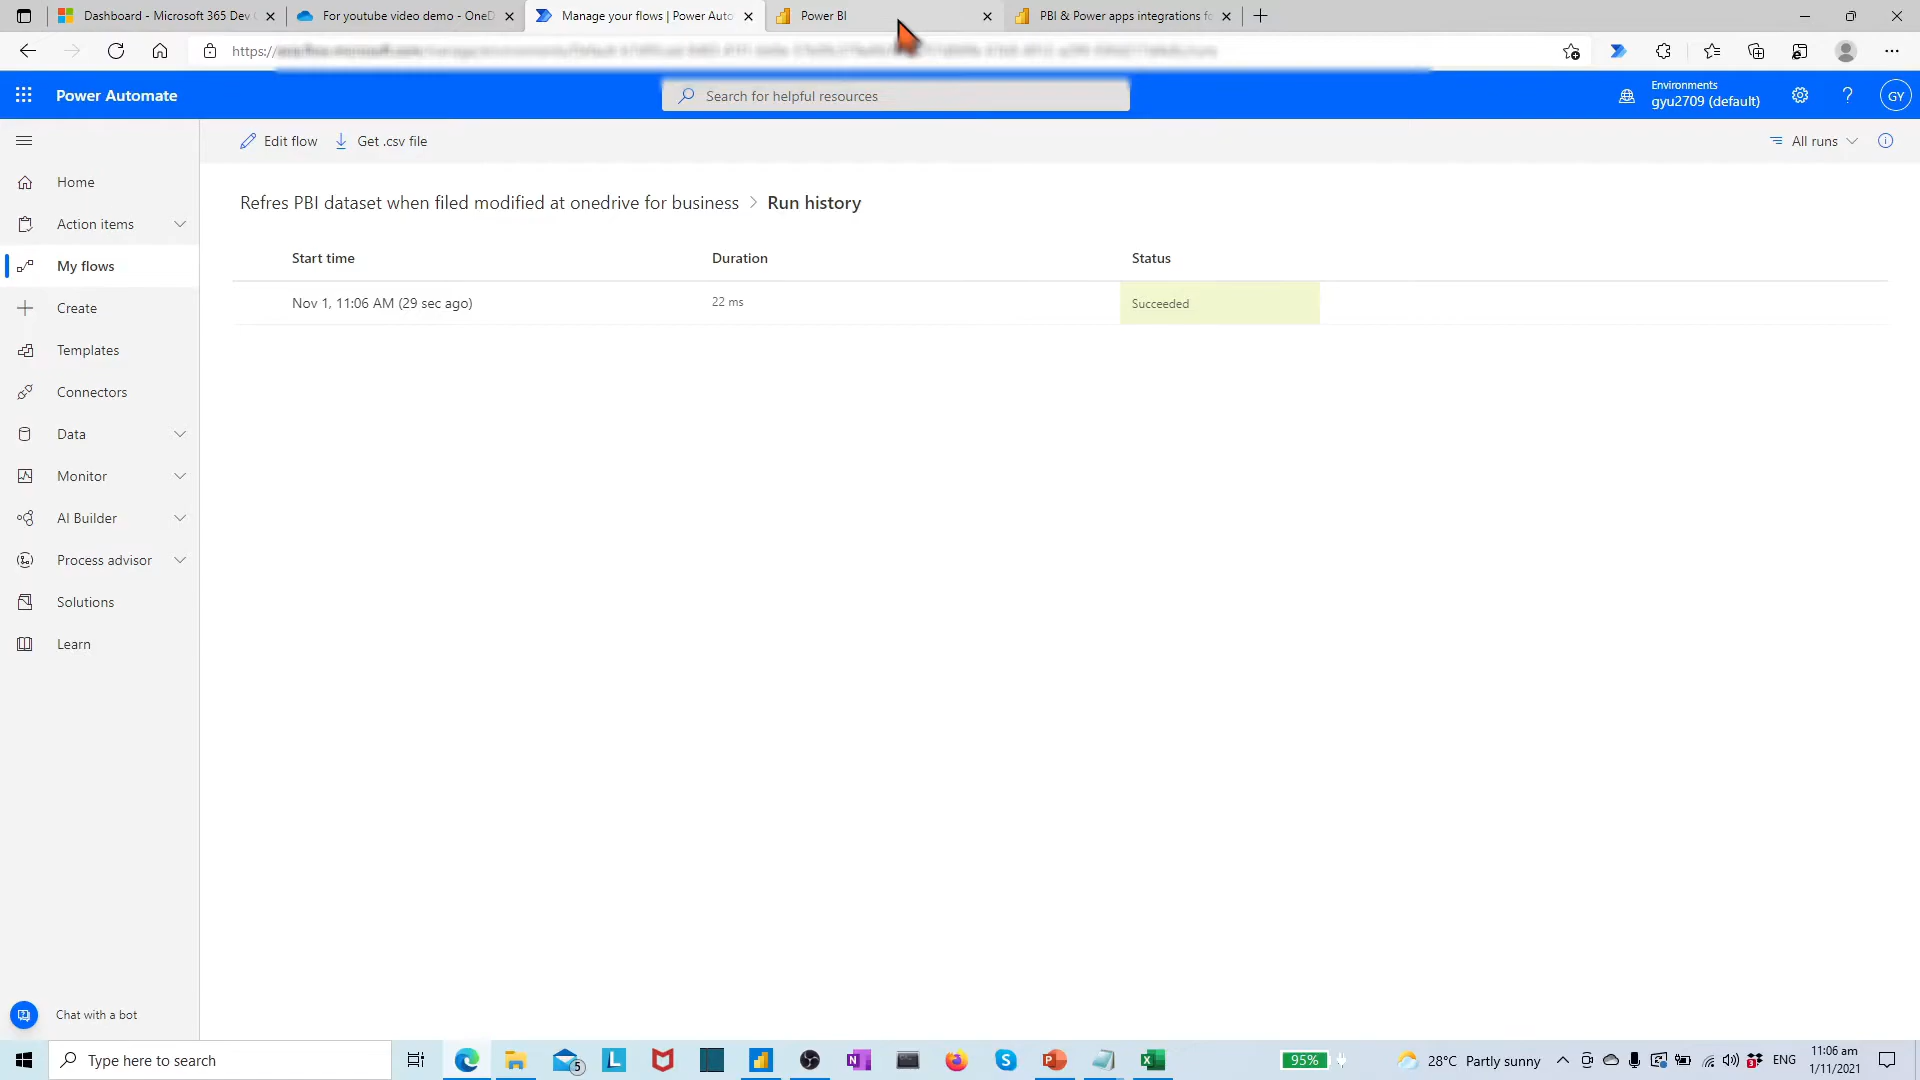 Dashboard - Microsoft 365 Dev C
For youtube video demo - OneD
Manage your flows | Power Auto
Power BI
PBI & Power apps integrations fo
https://
Power Automate
Search for helpful resources
Environments
gyu2709 (default)
GY
Edit flow
Get .csv file
All runs
Home
Action items
My flows
Create
Templates
Connectors
Data
Monitor
AI Builder
Process advisor
Solutions
Learn
Refres PBI dataset when filed modified at onedrive for business > Run history
Start time Duration Status
Nov 1, 11:06 AM (29 sec ago) 22 ms Succeeded
Chat with a bot
Type here to search
5
95%
28°C Partly sunny
3
ENG
11:06 am
1/11/2021